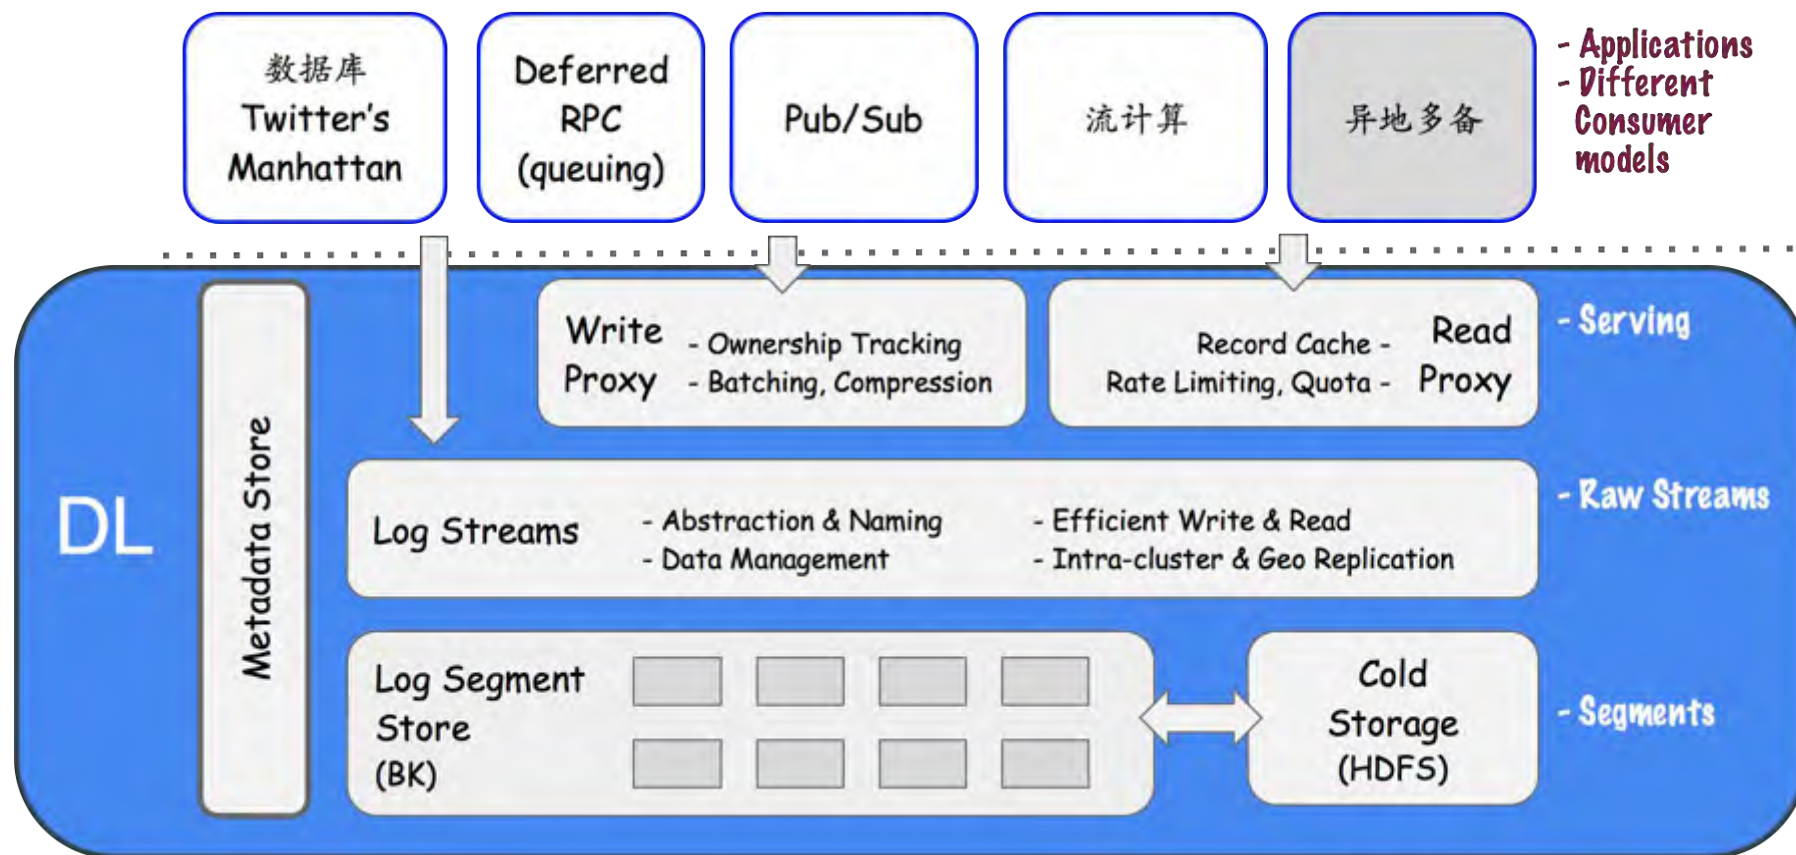 数据库
Twitter's
Manhattan
Deferred
RPC
(queuing)
Pub/Sub
流计算
异地多备
- Applications
- Different
Consumer
models
DL
Metadata Store
Write
Proxy
- Ownership Tracking
- Batching, Compression
Record Cache -
Rate Limiting, Quota -
Read
Proxy
- Serving
Log Streams
- Abstraction & Naming
- Data Management
- Efficient Write & Read
- Intra-cluster & Geo Replication
- Raw Streams
Log Segment
Store
(BK)
Cold
Storage
(HDFS)
- Segments